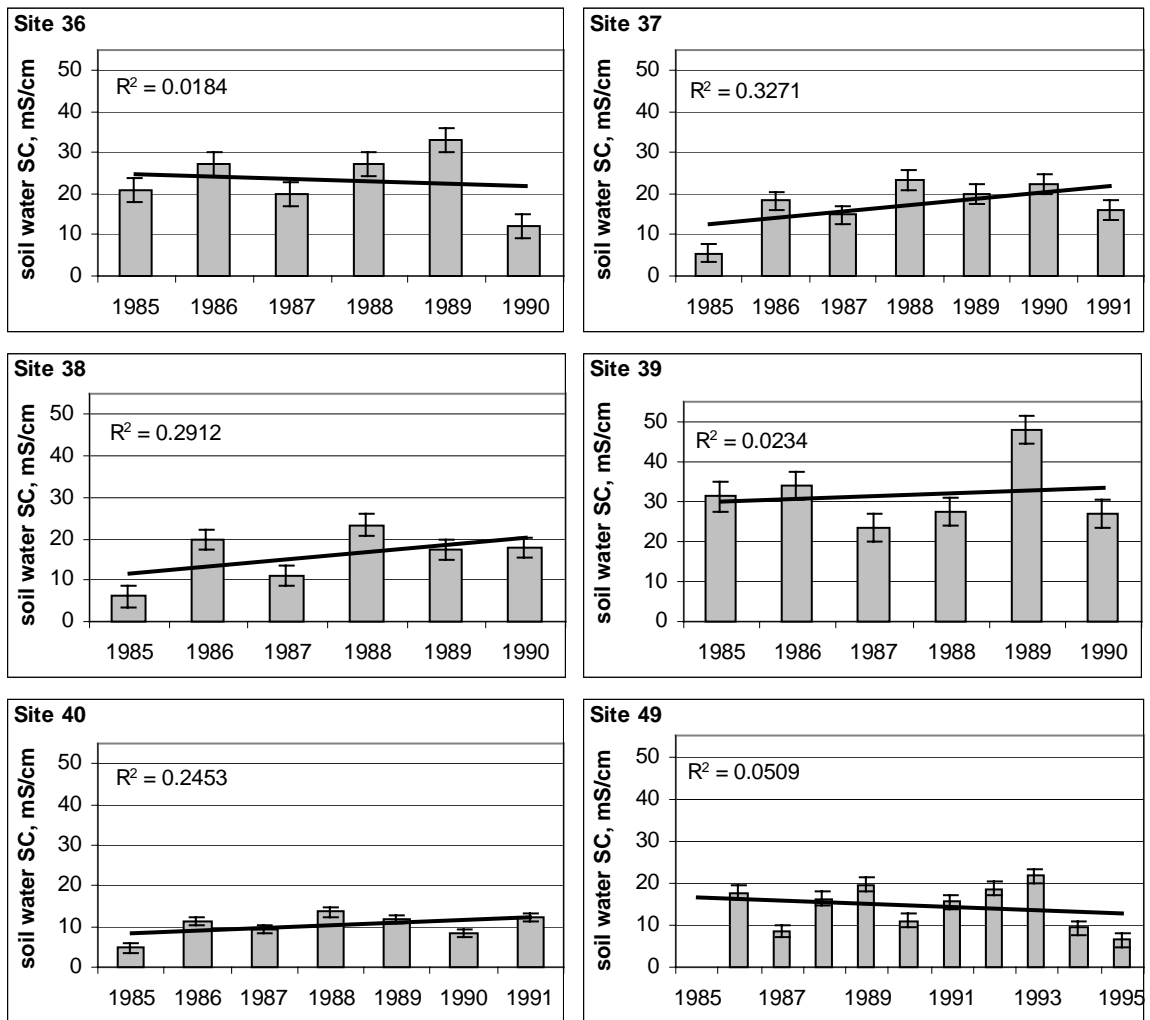 Site 36
soil water SC, mS/cm
R² = 0.0184
50
40
30
20
10
0
1985 1986 1987 1988 1989 1990
Site 37
soil water SC, mS/cm
R² = 0.3271
50
40
30
20
10
0
1985 1986 1987 1988 1989 1990 1991
Site 38
soil water SC, mS/cm
R² = 0.2912
50
40
30
20
10
0
1985 1986 1987 1988 1989 1990
Site 39
soil water SC, mS/cm
R² = 0.0234
50
40
30
20
10
0
1985 1986 1987 1988 1989 1990
Site 40
soil water SC, mS/cm
R² = 0.2453
50
40
30
20
10
0
1985 1986 1987 1988 1989 1990 1991
Site 49
soil water SC, mS/cm
R² = 0.0509
50
40
30
20
10
0
1985 1987 1989 1991 1993 1995